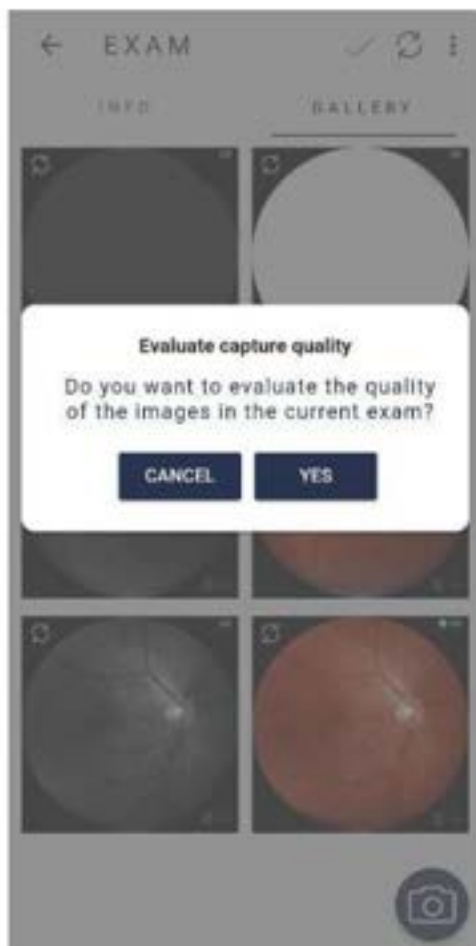 EXAM
INFO
GALLERY
Evaluate capture quality
Do you want to evaluate the quality
of the images in the current exam?
CANCEL
YES